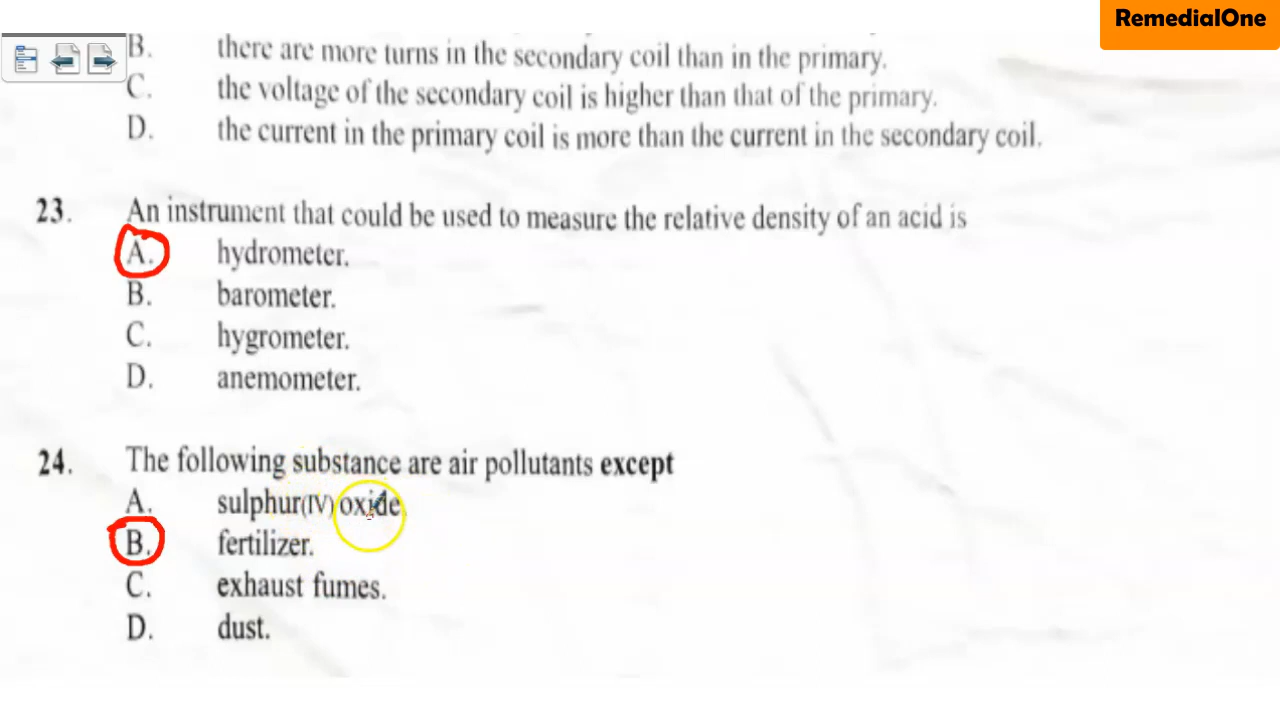 RemedialOne
B. there are more turns in the secondary coil than in the primary.
C. the voltage of the secondary coil is higher than that of the primary.
D. the current in the primary coil is more than the current in the secondary coil.
23. An instrument that could be used to measure the relative density of an acid is
A. hydrometer.
B. barometer.
C. hygrometer.
D. anemometer.
24. The following substance are air pollutants except
A. sulphur(IV) oxide.
B. fertilizer.
C. exhaust fumes.
D. dust.